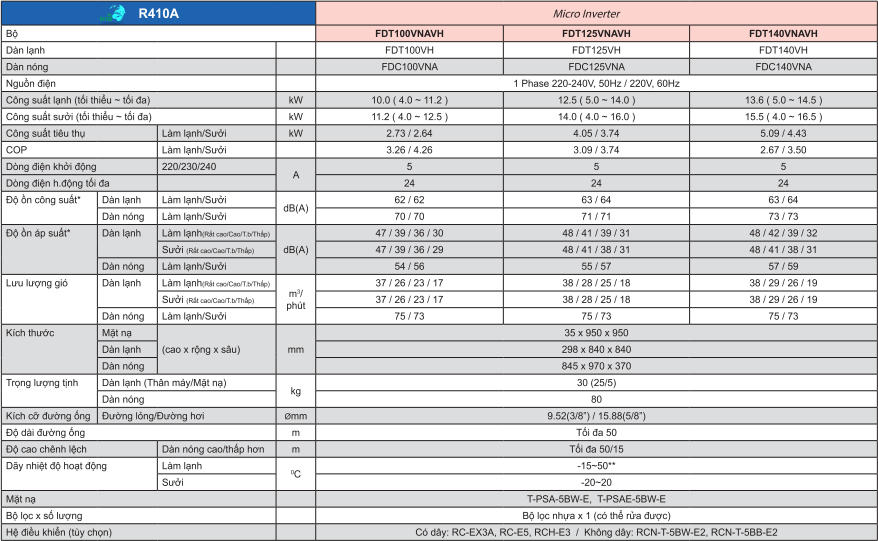 R410A Micro Inverter
Bộ FDT100VNAVH FDT125VNAVH FDT140VNAVH
Dàn lạnh FDT100VH FDT125VH FDT140VH
Dàn nóng FDC100VNA FDC125VNA FDC140VNA
Nguồn điện 1 Phase 220-240V, 50Hz / 220V, 60Hz
Công suất lạnh (tối thiểu ~ tối đa) kW 10.0 ( 4.0 ~ 11.2 ) 12.5 ( 5.0 ~ 14.0 ) 13.6 ( 5.0 ~ 14.5 )
Công suất sưởi (tối thiểu ~ tối đa) kW 11.2 ( 4.0 ~ 12.5 ) 14.0 ( 4.0 ~ 16.0 ) 15.5 ( 4.0 ~ 16.5 )
Công suất tiêu thụ Làm lạnh/Sưởi kW 2.73 / 2.64 4.05 / 3.74 5.09 / 4.43
COP Làm lạnh/Sưởi 3.26 / 4.26 3.09 / 3.74 2.67 / 3.50
Dòng điện khởi động 220/230/240 A 5 5 5
Dòng điện h.động tối đa 24 24 24
Độ ồn công suất* Dàn lạnh Làm lạnh/Sưởi dB(A) 62 / 62 63 / 64 63 / 64
Dàn nóng Làm lạnh/Sưởi 70 / 70 71 / 71 73 / 73
Độ ồn áp suất* Dàn lạnh Làm lạnh(Rất cao/Cao/T.b/Thấp) dB(A) 47 / 39 / 36 / 30 48 / 41 / 39 / 31 48 / 42 / 39 / 32
Sưởi (Rất cao/Cao/T.b/Thấp) 47 / 39 / 36 / 29 48 / 41 / 38 / 31 48 / 41 / 38 / 31
Dàn nóng Làm lạnh/Sưởi 54 / 56 55 / 57 57 / 59
Lưu lượng gió Dàn lạnh Làm lạnh(Rất cao/Cao/T.b/Thấp) m³/phút 37 / 26 / 23 / 17 38 / 28 / 25 / 18 38 / 29 / 26 / 19
Sưởi (Rất cao/Cao/T.b/Thấp) 37 / 26 / 23 / 17 38 / 28 / 25 / 18 38 / 29 / 26 / 19
Dàn nóng Làm lạnh/Sưởi 75 / 73 75 / 73 75 / 73
Kích thước Mặt nạ (cao x rộng x sâu) mm 35 x 950 x 950
Dàn lạnh 298 x 840 x 840
Dàn nóng 845 x 970 x 370
Trọng lượng tịnh Dàn lạnh (Thân máy/Mặt nạ) kg 30 (25/5)
Dàn nóng 80
Kích cỡ đường ống Đường lỏng/Đường hơi Ømm 9.52(3/8") / 15.88(5/8")
Độ dài đường ống m Tối đa 50
Độ cao chênh lệch Dàn nóng cao/thấp hơn m Tối đa 50/15
Dãy nhiệt độ hoạt động Làm lạnh ⁰C -15~50**
Sưởi -20~20
Mặt nạ T-PSA-5BW-E, T-PSAE-5BW-E
Bộ lọc x số lượng Bộ lọc nhựa x 1 (có thể rửa được)
Hệ điều khiển (tùy chọn) Có dây: RC-EX3A, RC-E5, RCH-E3 / Không dây: RCN-T-5BW-E2, RCN-T-5BB-E2